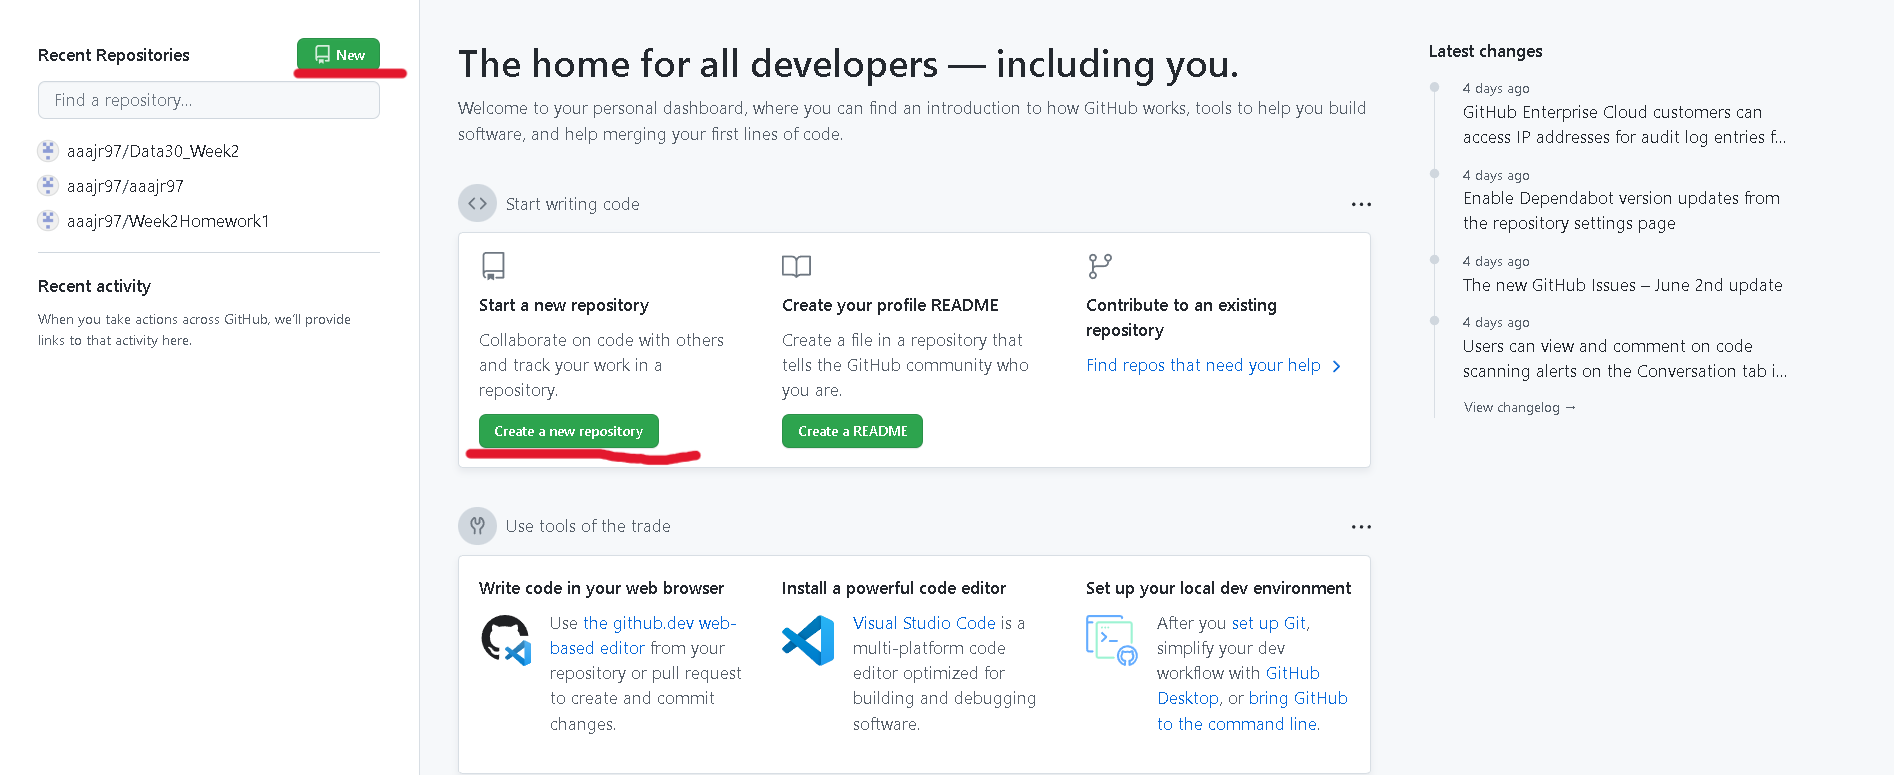 Recent Repositories
New
Find a repository...
aaajr97/Data30_Week2
aaajr97/aaajr97
aaajr97/Week2Homework1
Recent activity
When you take actions across GitHub, we'll provide
links to that activity here.
The home for all developers — including you.
Welcome to your personal dashboard, where you can find an introduction to how GitHub works, tools to help you build
software, and help merging your first lines of code.
Start writing code
Start a new repository
Collaborate on code with others
and track your work in a
repository.
Create a new repository
Create your profile README
Create a file in a repository that
tells the GitHub community who
you are.
Create a README
Contribute to an existing
repository
Find repos that need your help
Use tools of the trade
Write code in your web browser
Use the github.dev web-
based editor from your
repository or pull request
to create and commit
changes.
Install a powerful code editor
Visual Studio Code is a
multi-platform code
editor optimized for
building and debugging
software.
Set up your local dev environment
After you set up Git,
simplify your dev
workflow with GitHub
Desktop, or bring GitHub
to the command line.
Latest changes
4 days ago
GitHub Enterprise Cloud customers can
access IP addresses for audit log entries f...
4 days ago
Enable Dependabot version updates from
the repository settings page
4 days ago
The new GitHub Issues – June 2nd update
4 days ago
Users can view and comment on code
scanning alerts on the Conversation tab i...
View changelog →